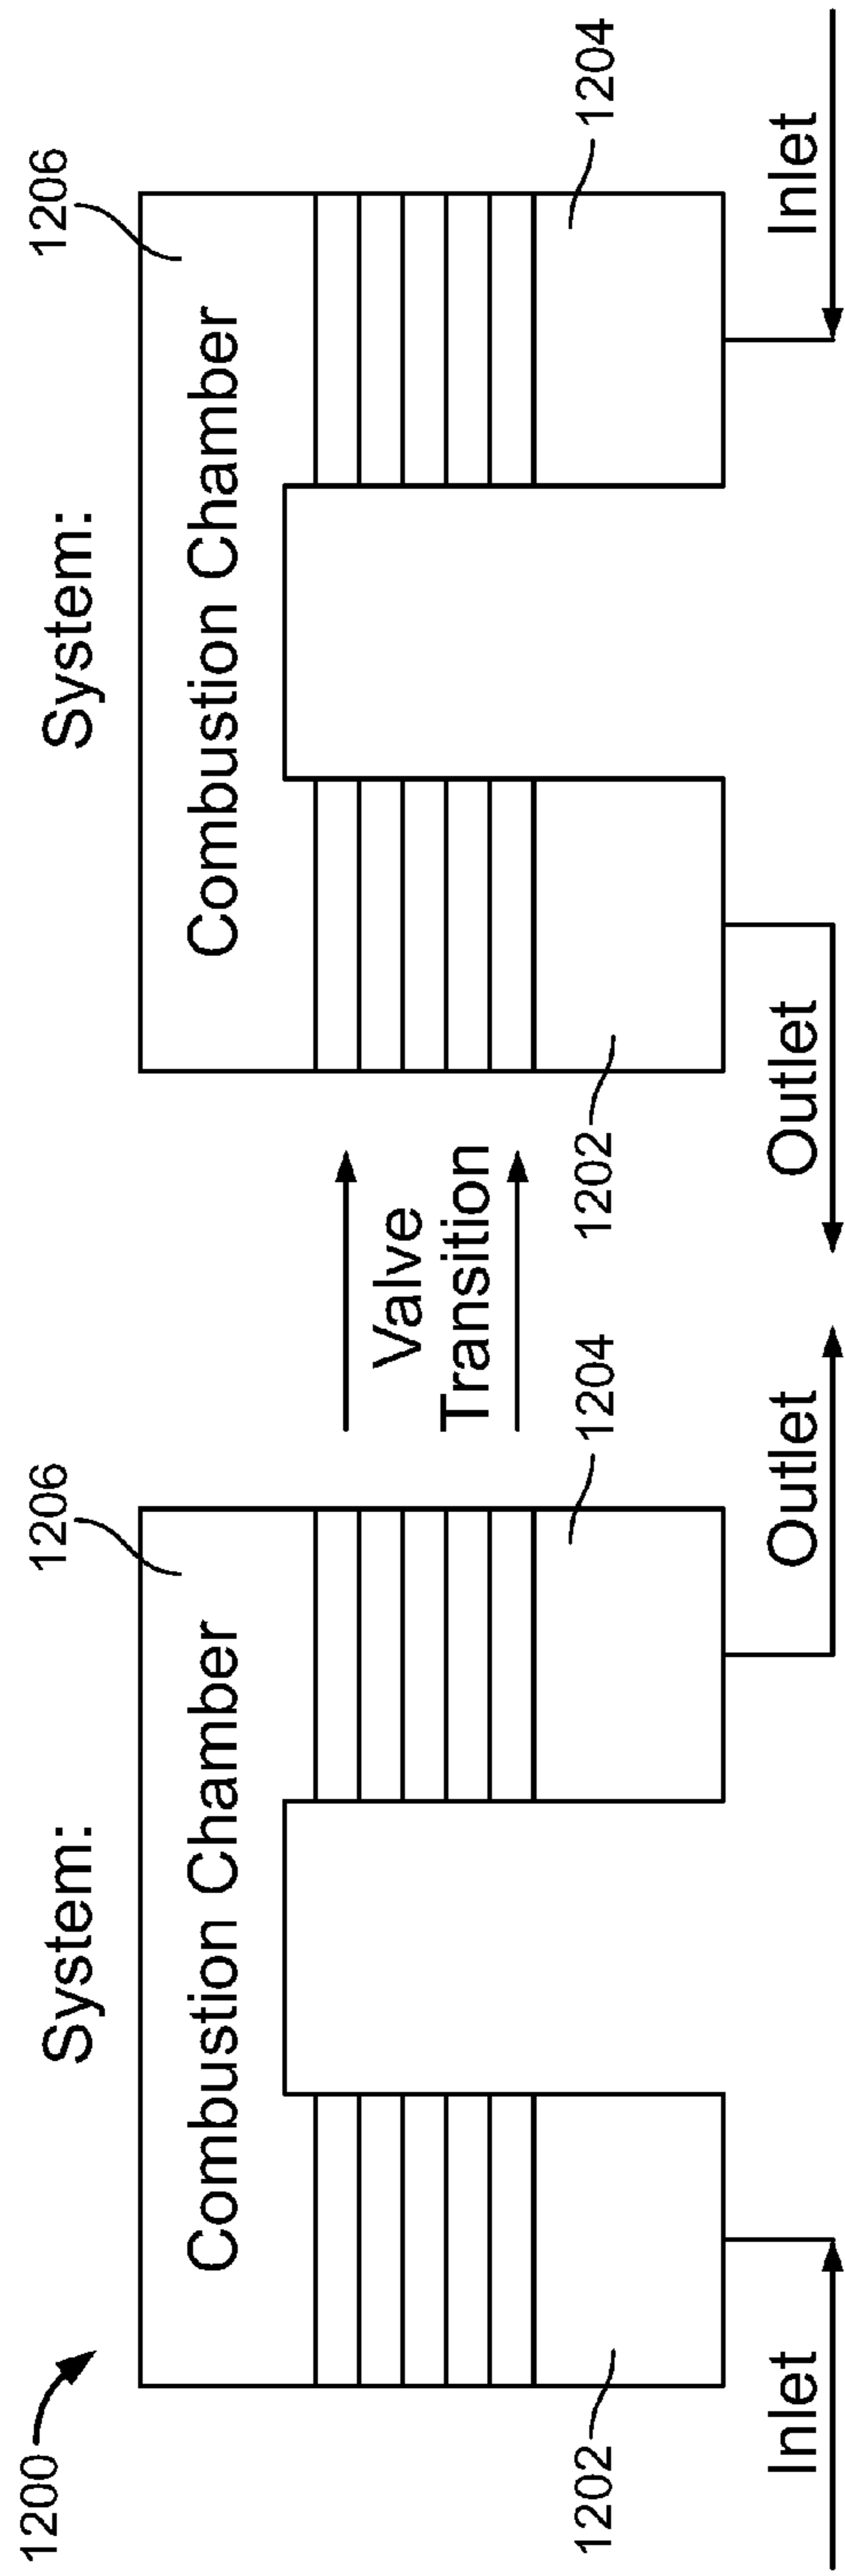 1200
System:
1206
Combustion Chamber
1202
1204
Inlet
Outlet
Valve
Transition
System:
1206
Combustion Chamber
1202
1204
Outlet
Inlet